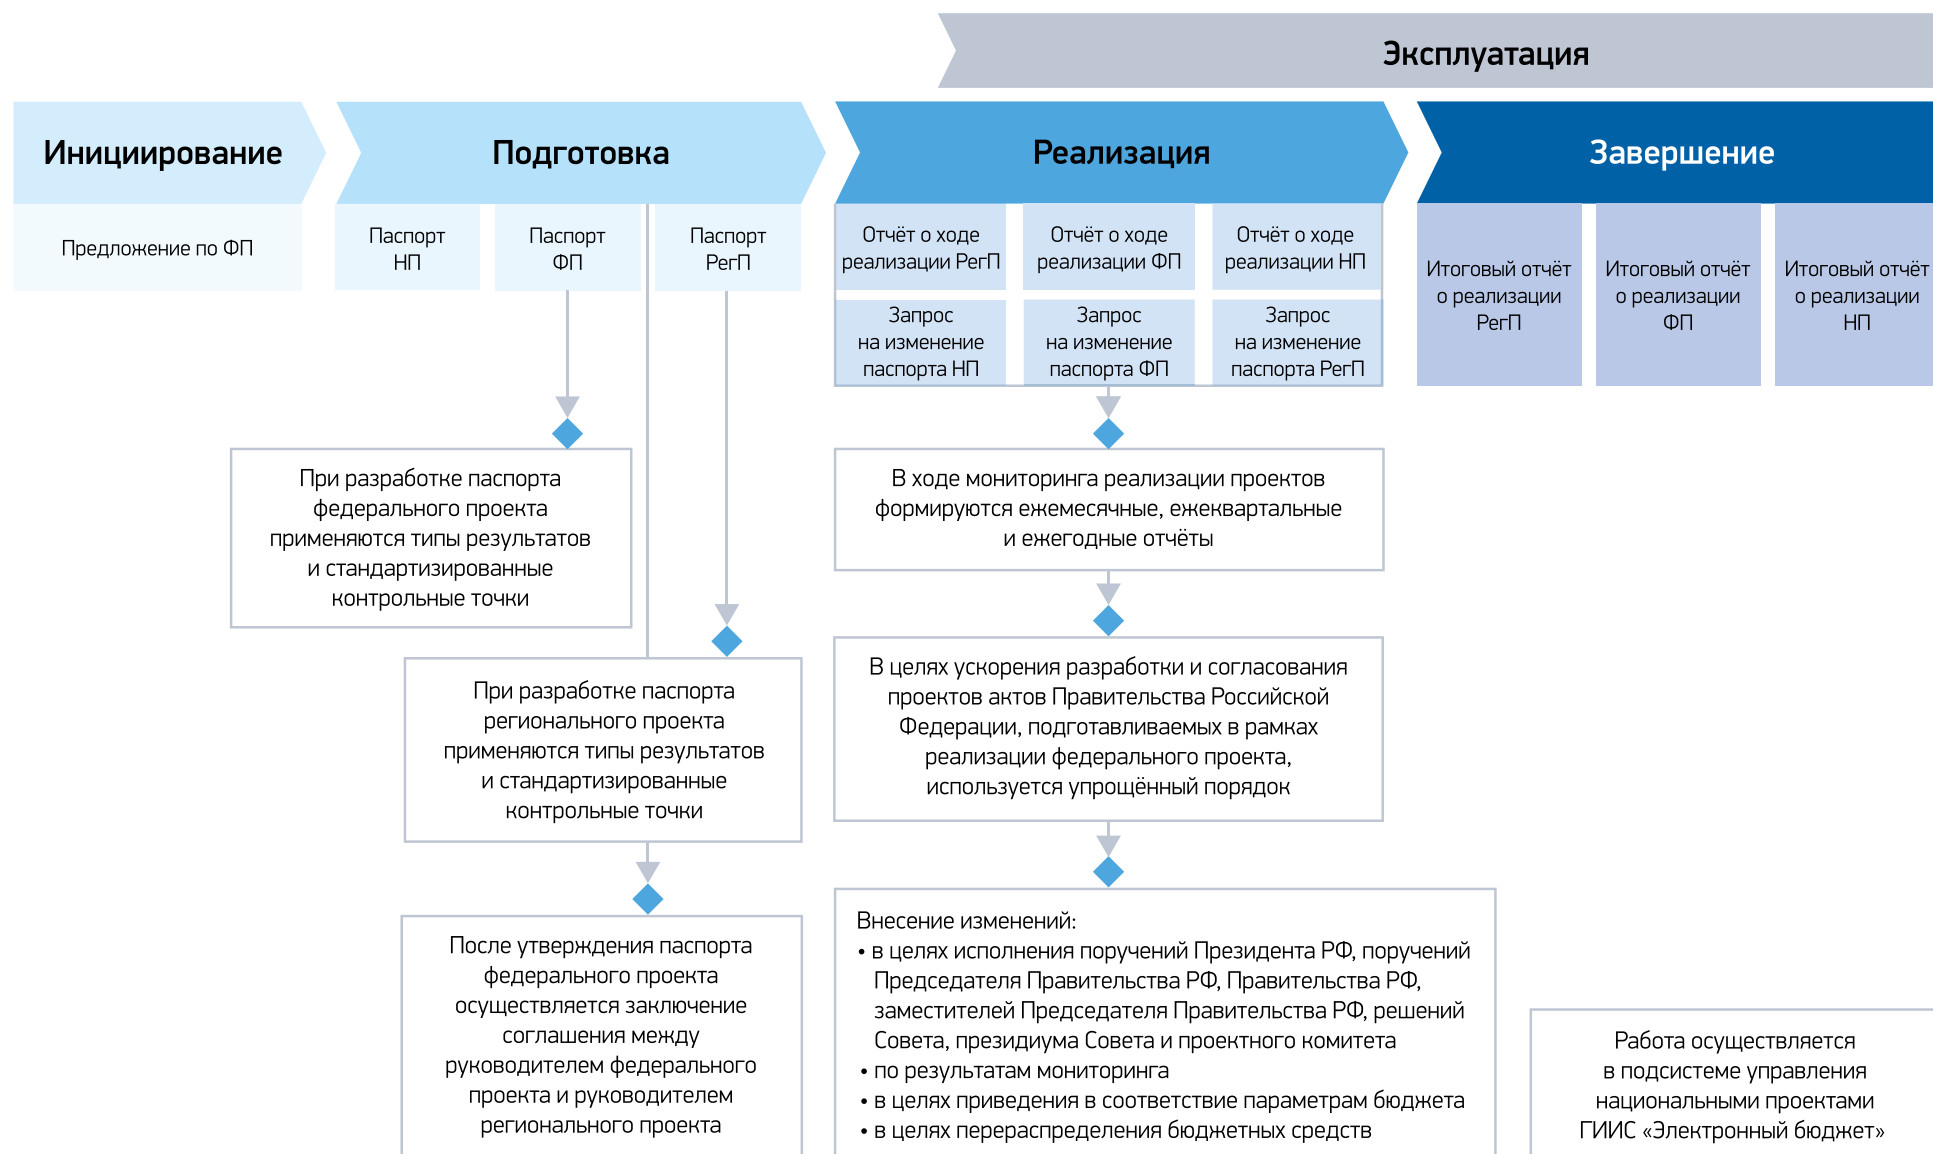 Эксплуатация
Инициирование
Подготовка
Реализация
Завершение
Предложение по ФП
Паспорт
НП
Паспорт
ФП
Паспорт
РегП
Отчёт о ходе
реализации РегП
Отчёт о ходе
реализации ФП
Отчёт о ходе
реализации НП
Запрос
на изменение
паспорта НП
Запрос
на изменение
паспорта ФП
Запрос
на изменение
паспорта РегП
Итоговый отчёт
о реализации
РегП
Итоговый отчёт
о реализации
ФП
Итоговый отчёт
о реализации
НП
При разработке паспорта
федерального проекта
применяются типы результатов
и стандартизированные
контрольные точки
При разработке паспорта
регионального проекта
применяются типы результатов
и стандартизированные
контрольные точки
После утверждения паспорта
федерального проекта
осуществляется заключение
соглашения между
руководителем федерального
проекта и руководителем
регионального проекта
В ходе мониторинга реализации проектов
формируются ежемесячные, ежеквартальные
и ежегодные отчёты
В целях ускорения разработки и согласования
проектов актов Правительства Российской
Федерации, подготавливаемых в рамках
реализации федерального проекта,
используется упрощённый порядок
Внесение изменений:
• в целях исполнения поручений Президента РФ, поручений
Председателя Правительства РФ, Правительства РФ,
заместителей Председателя Правительства РФ, решений
Совета, президиума Совета и проектного комитета
• по результатам мониторинга
• в целях приведения в соответствие параметрам бюджета
• в целях перераспределения бюджетных средств
Работа осуществляется
в подсистеме управления
национальными проектами
ГИИС «Электронный бюджет»